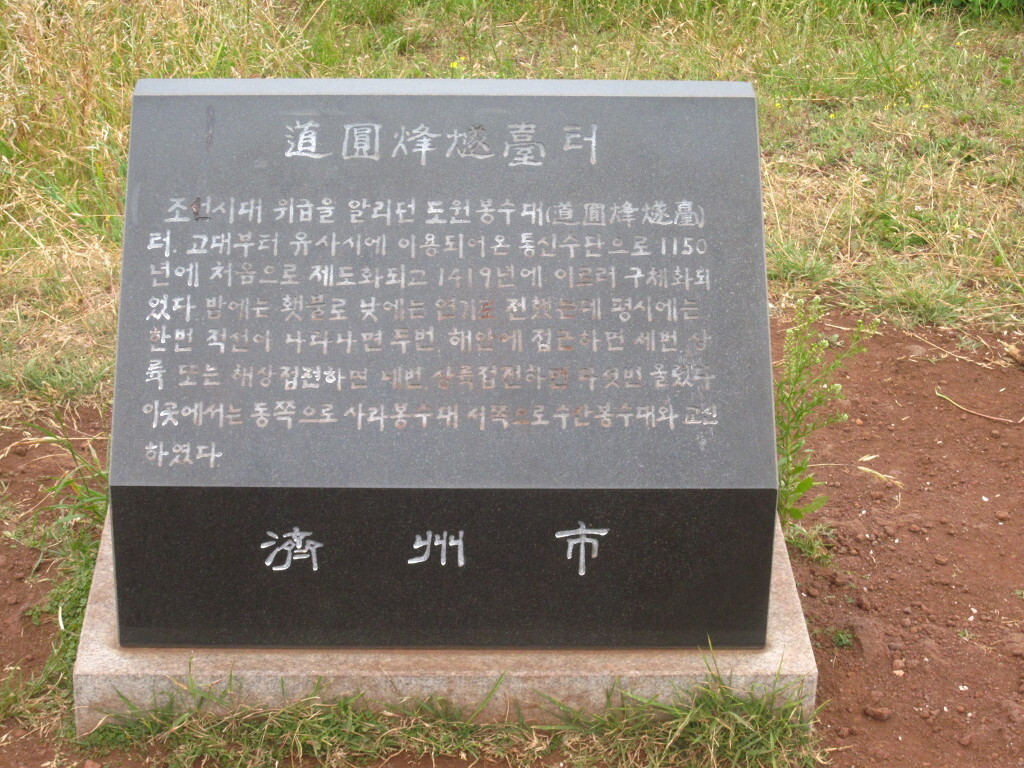 道圓烽燧臺터
조선시대 위급을 알리던 도원봉수대(道圓烽燧臺)
터. 고대부터 유사시에 이용되어온 통신수단으로 1150
년에 처음으로 제도화되고 1419년에 이르러 구체화되
었다. 밤에는 횃불로 낮에는 연기로 전했는데 평시에는
한번 적선이 나타나면 두번, 해안에 접근하면 세번, 상
륙 또는 해상접전하면 네번, 상륙접전하면 다섯번 올렸다.
이곳에서는 동쪽으로 사라봉수대 서쪽으로 수산봉수대와 교신
하였다.
濟州市